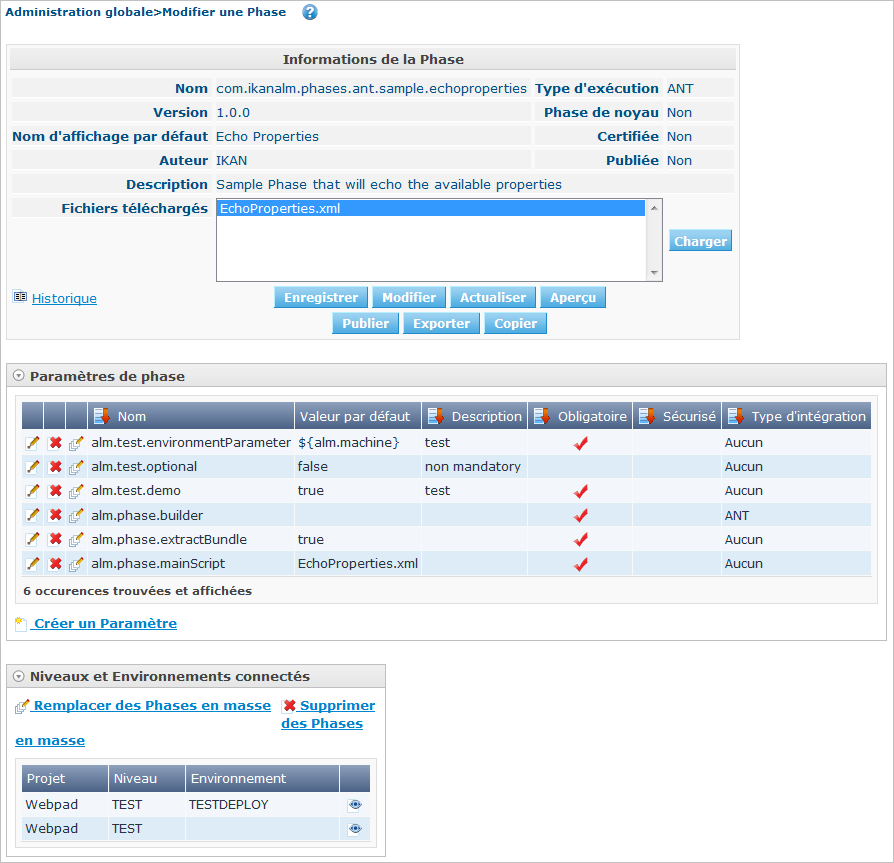 Administration globale>Modifier une Phase ?
Informations de la Phase
Nom com.ikanalm.phases.ant.sample.echoproperties Type d'exécution ANT
Version 1.0.0 Phase de noyau Non
Nom d'affichage par défaut Echo Properties Certifiée Non
Auteur IKAN Publiée Non
Description Sample Phase that will echo the available properties
Fichiers téléchargés EchoProperties.xml
Charger
Historique Enregistrer Modifier Actualiser Aperçu
Publier Exporter Copier
Paramètres de phase
Nom Valeur par défaut Description Obligatoire Sécurisé Type d'intégration
alm.test.environmentParameter ${alm.machine} test Aucun
alm.test.optional false non mandatory Aucun
alm.test.demo true test Aucun
alm.phase.builder ANT
alm.phase.extractBundle true Aucun
alm.phase.mainScript EchoProperties.xml Aucun
6 occurences trouvées et affichées
Créer un Paramètre
Niveaux et Environnements connectés
Remplacer des Phases en masse Supprimer
des Phases
en masse
Projet Niveau Environnement
Webpad TEST TESTDEPLOY
Webpad TEST